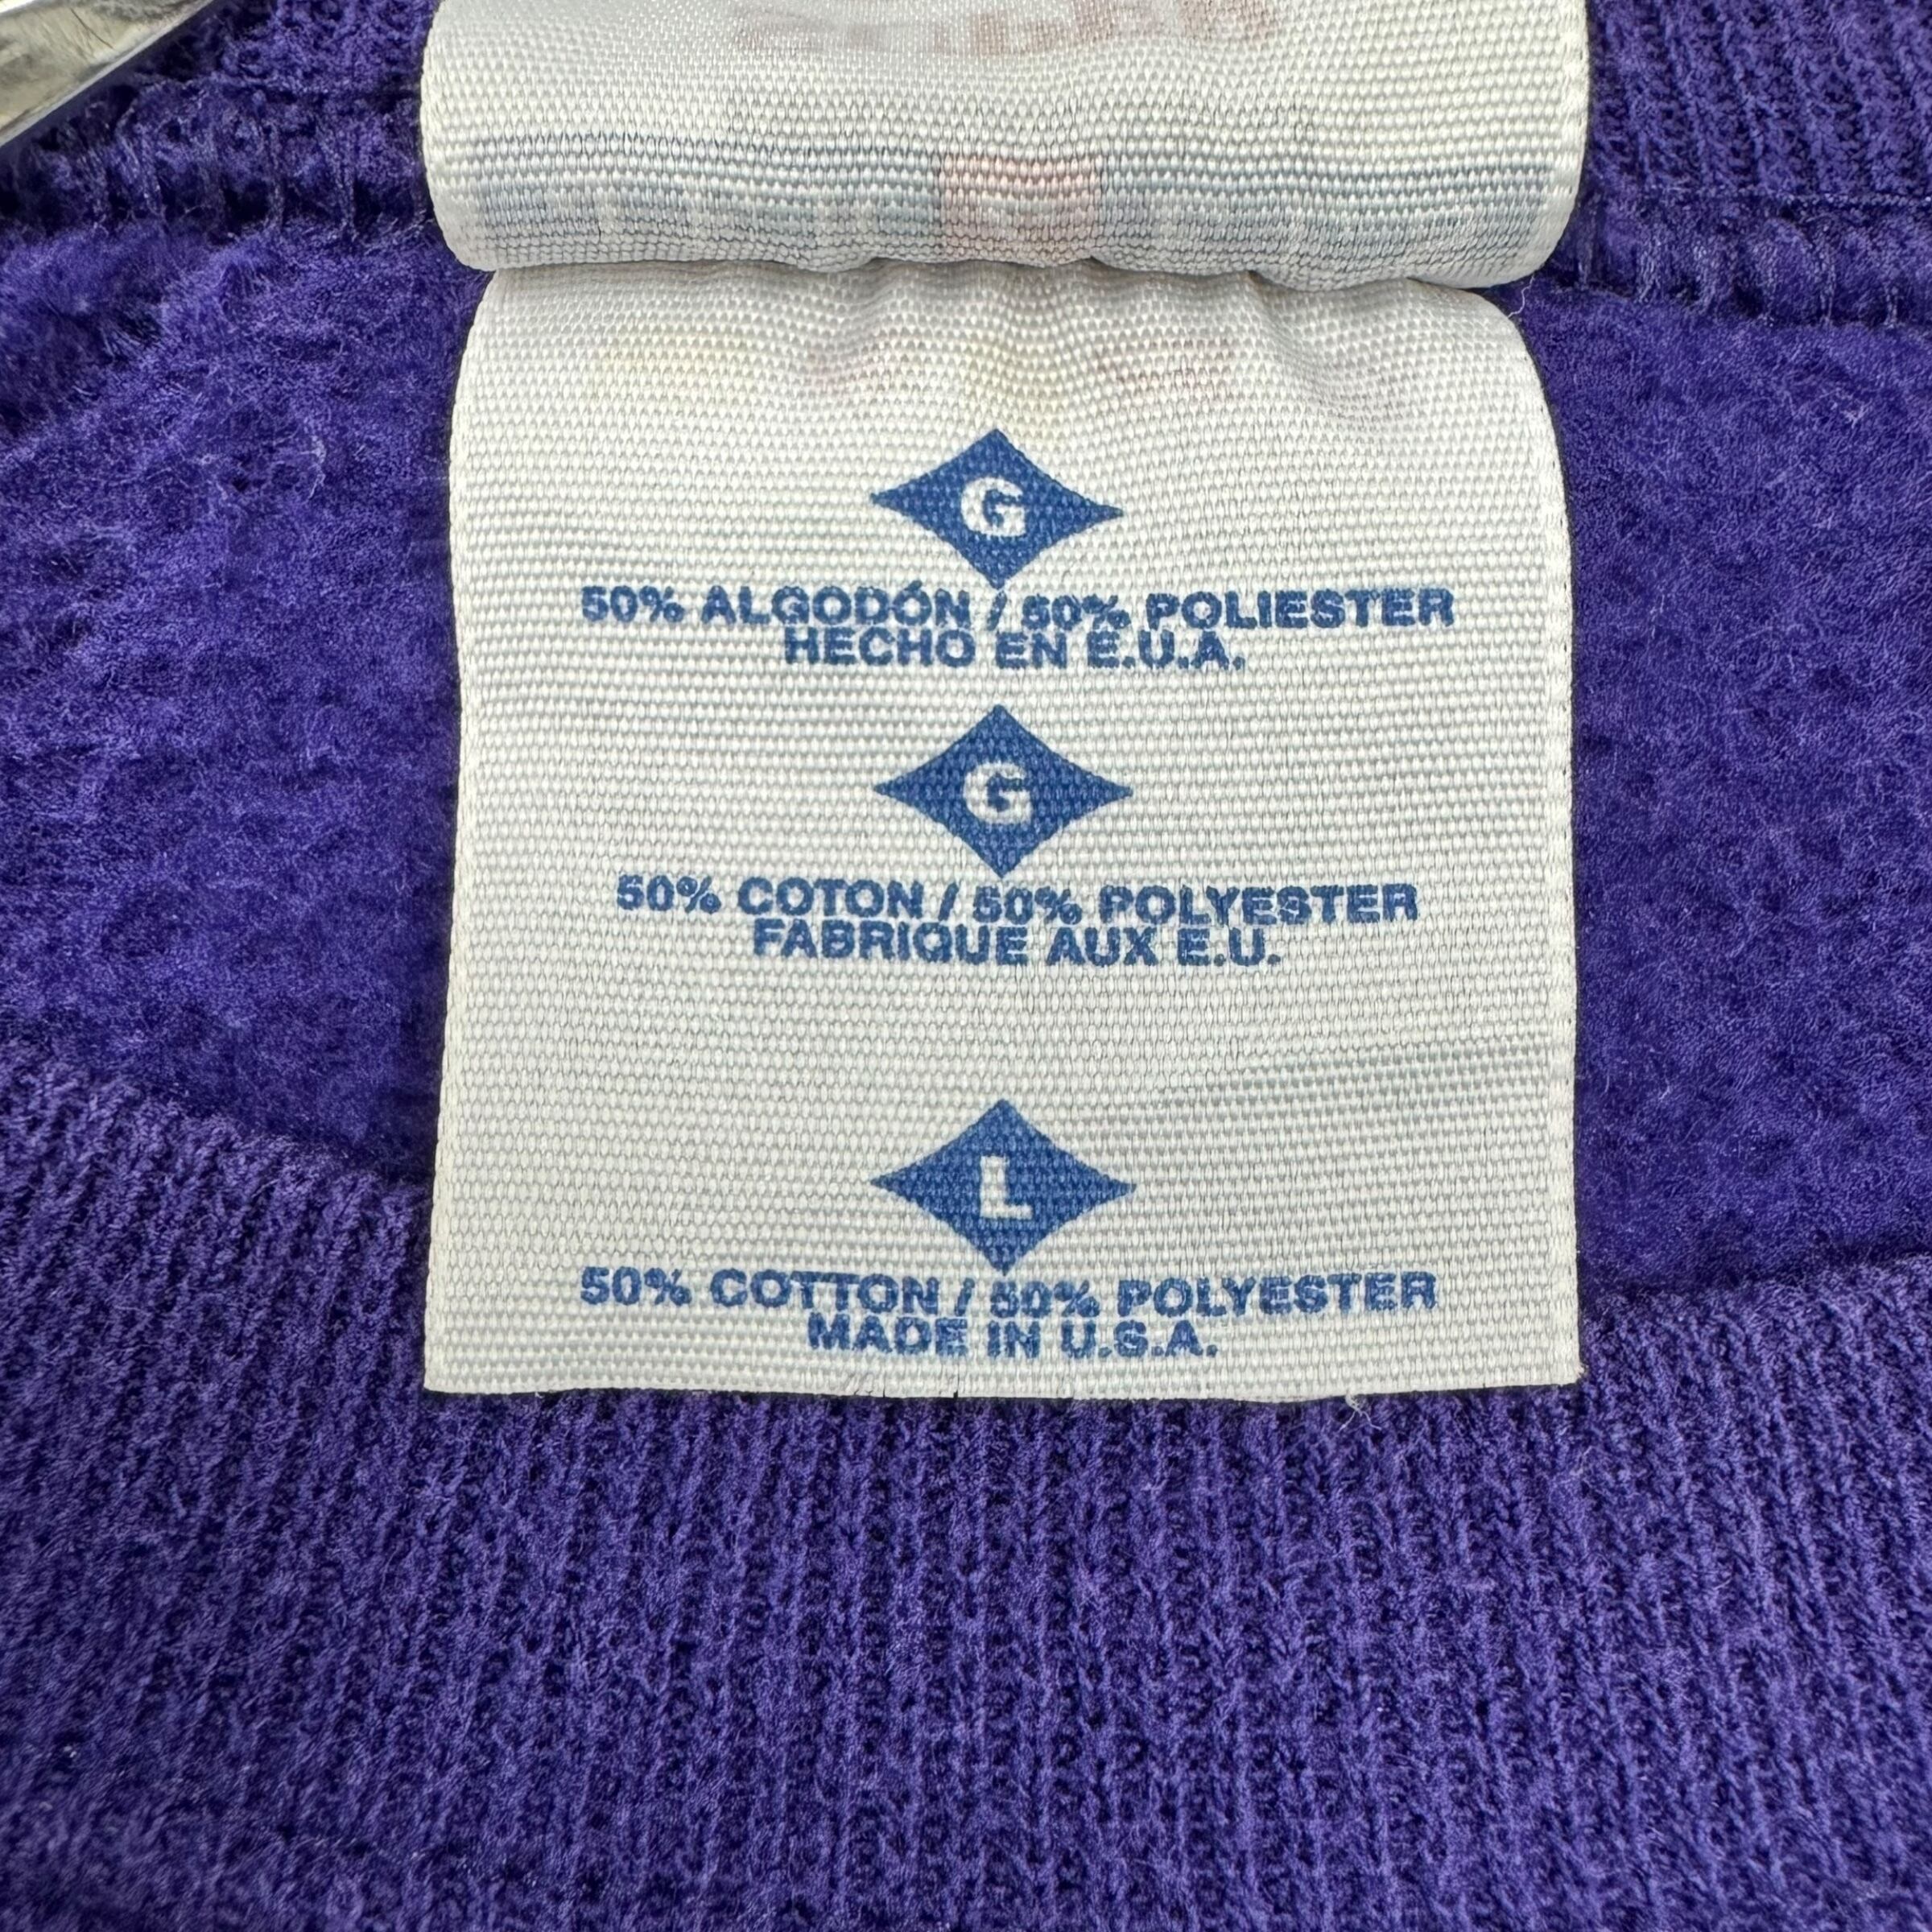 G
50% ALGODÓN / 50% POLIESTER
HECHO EN E.U.A.
G
50% COTON / 50% POLYESTER
FABRIQUE AUX E.U.
L
50% COTTON / 50% POLYESTER
MADE IN U.S.A.